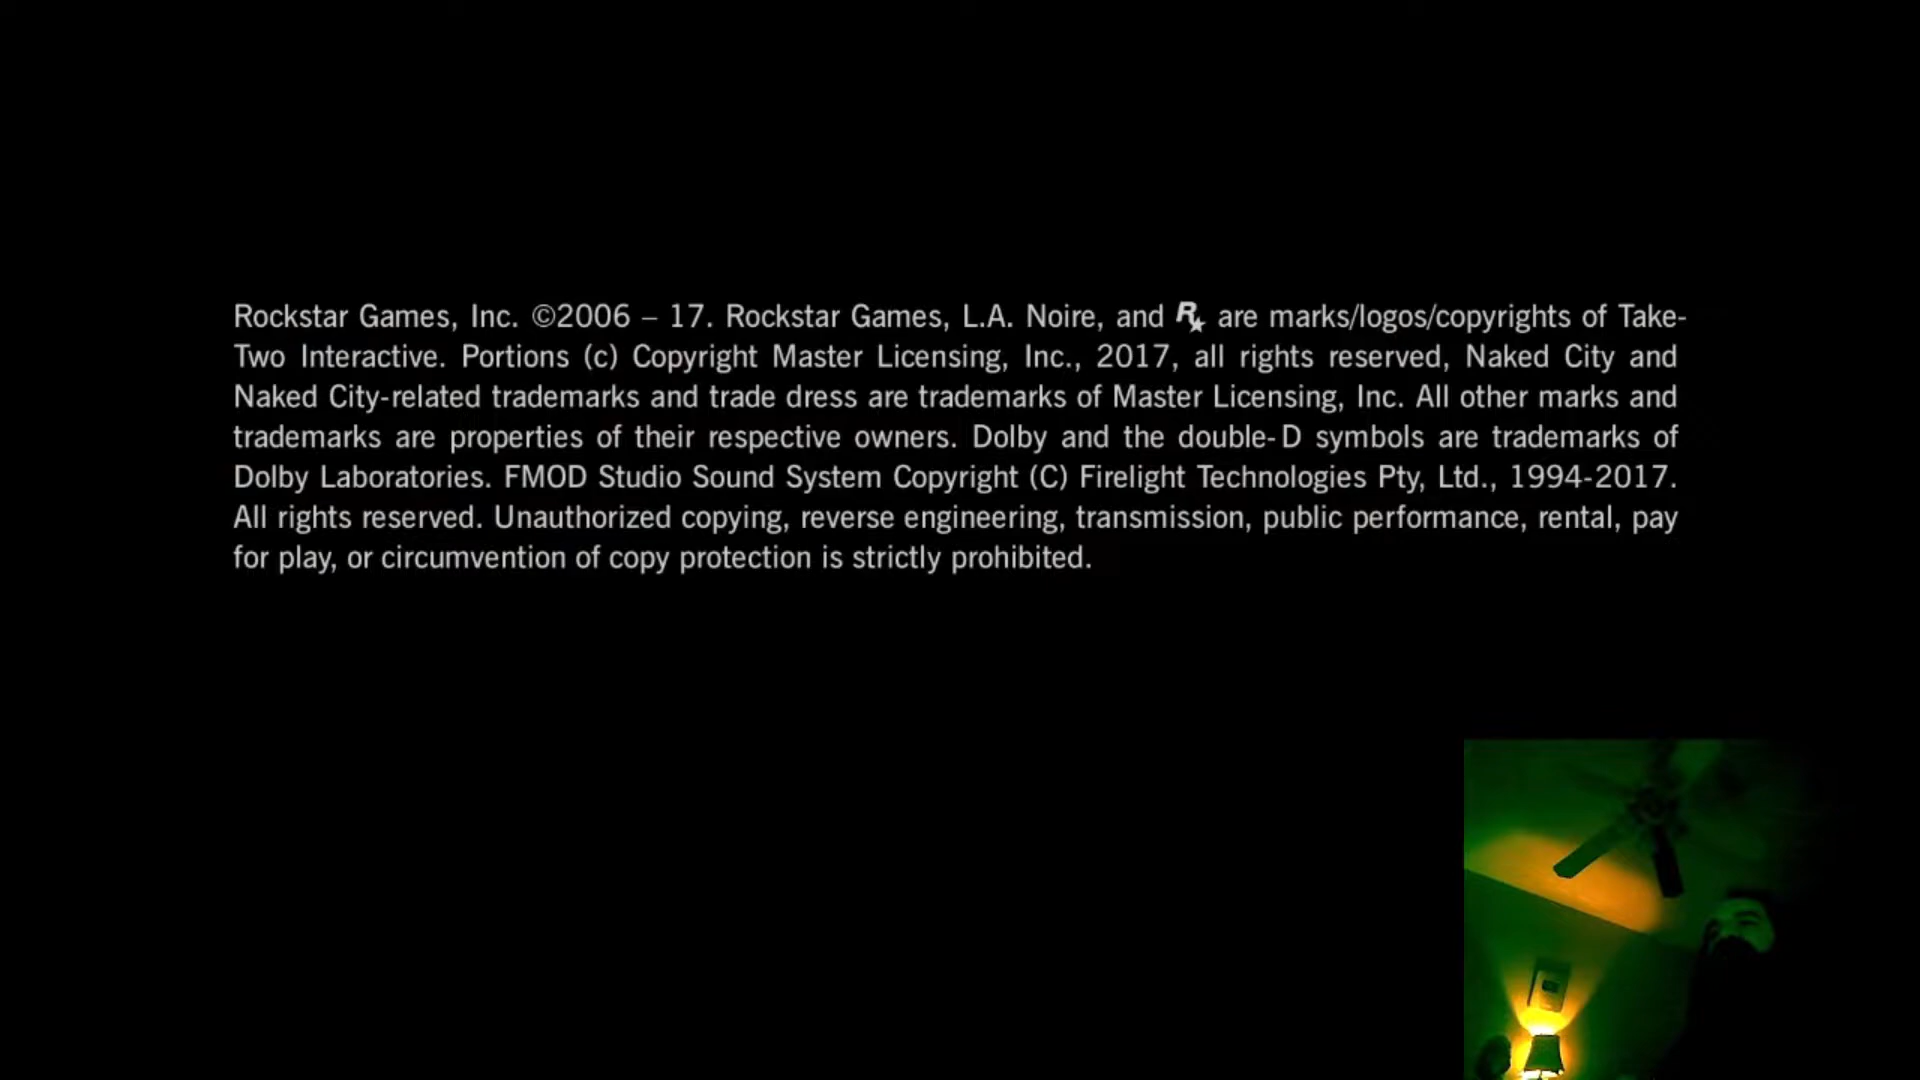 Rockstar Games, Inc. ©2006 – 17. Rockstar Games, L.A. Noire, and R★ are marks/logos/copyrights of Take-
Two Interactive. Portions (c) Copyright Master Licensing, Inc., 2017, all rights reserved, Naked City and
Naked City-related trademarks and trade dress are trademarks of Master Licensing, Inc. All other marks and
trademarks are properties of their respective owners. Dolby and the double-D symbols are trademarks of
Dolby Laboratories. FMOD Studio Sound System Copyright (C) Firelight Technologies Pty, Ltd., 1994-2017.
All rights reserved. Unauthorized copying, reverse engineering, transmission, public performance, rental, pay
for play, or circumvention of copy protection is strictly prohibited.